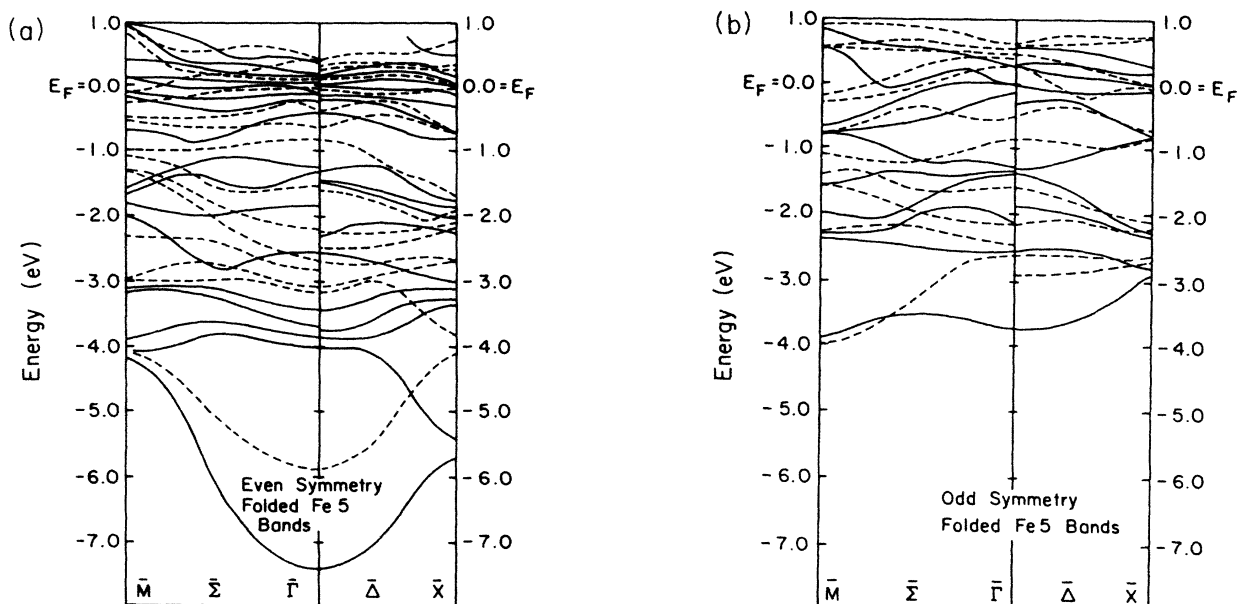 (a)
1.0
E_F = 0.0
-1.0
-2.0
-3.0
-4.0
-5.0
-6.0
-7.0
Energy (eV)
1.0
0.0 = E_F
-1.0
-2.0
-3.0
-4.0
-5.0
-6.0
-7.0
Even Symmetry
Folded Fe 5
Bands
M̄ Σ̄ Γ̄ Δ̄ X̄
(b)
1.0
E_F = 0.0
-1.0
-2.0
-3.0
-4.0
-5.0
-6.0
-7.0
Energy (eV)
1.0
0.0 = E_F
-1.0
-2.0
-3.0
-4.0
-5.0
-6.0
-7.0
Odd Symmetry
Folded Fe 5 Bands
M̄ Σ̄ Γ̄ Δ̄ X̄